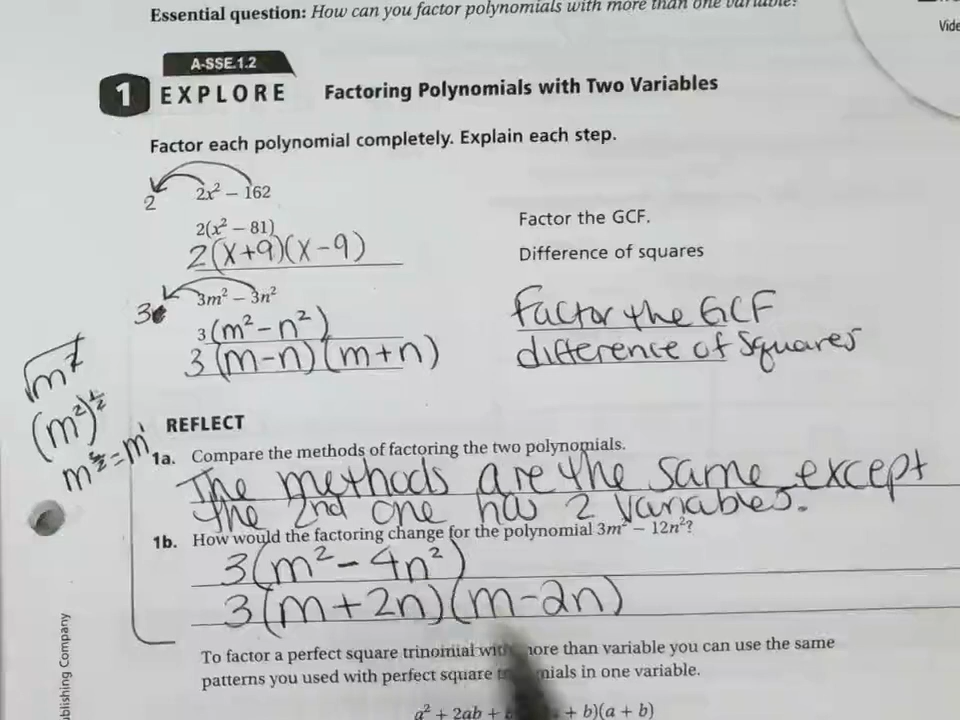 Essential question: How can you factor polynomials with more than one variable?
Vide
A-SSE.1.2
1 EXPLORE Factoring Polynomials with Two Variables
Factor each polynomial completely. Explain each step.
2 2x² – 162
2(x² – 81) Factor the GCF.
2(x+9)(x-9) Difference of squares
3 3m² – 3n²
3(m²-n²) Factor the GCF
3(m-n)(m+n) difference of squares
√m²
(m²)^½
m^²⁄₂ = m¹
REFLECT
1a. Compare the methods of factoring the two polynomials.
The methods are the same except
the 2nd one has 2 variables.
1b. How would the factoring change for the polynomial 3m² – 12n²?
3(m²-4n²)
3(m+2n)(m-2n)
To factor a perfect square trinomial with more than variable you can use the same
patterns you used with perfect square in one variable.
a² + 2ab + + b)(a + b)
blishing Company